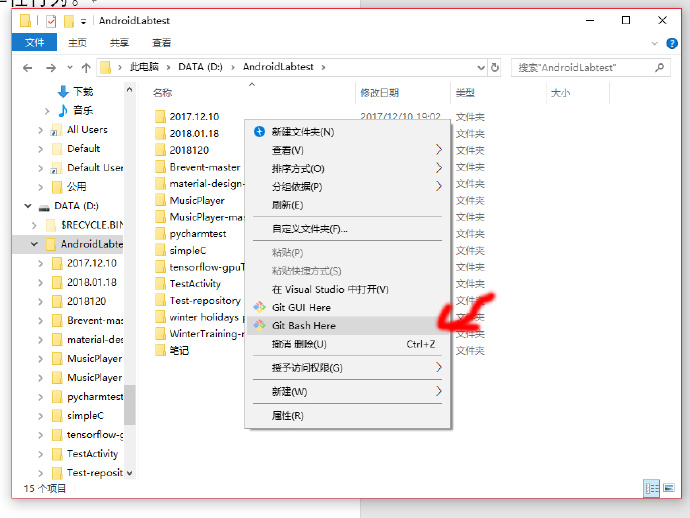 性行为。
AndroidLabtest
文件 主页 共享 查看
此电脑 > DATA (D:) > AndroidLabtest >
搜索"AndroidLabtest"
下载
音乐
All Users
Default
Default User
公用
DATA (D:)
$RECYCLE.BIN
AndroidLabte
2017.12.10
2018.01.18
2018120
Brevent-master
material-design-
MusicPlayer
MusicPlayer
pycharmtest
simpleC
tensorflow-gp
TestActivity
Test-reposit
名称 修改日期 类型 大小
2017.12.10 2017/12/10 19:02 文件夹
2018.01.18 文件夹
2018120 文件夹
Brevent-master 文件夹
material-design- 文件夹
MusicPlayer 文件夹
MusicPlayer-ma 文件夹
pycharmtest 文件夹
simpleC 文件夹
tensorflow-gpuT 文件夹
TestActivity 文件夹
Test-repository 文件夹
winter holidays p 文件夹
WinterTraining-r 文件夹
笔记 文件夹
新建文件夹(N)
查看(V)
排序方式(O)
分组依据(P)
刷新(E)
自定义文件夹(F)...
粘贴(P)
粘贴快捷方式(S)
在 Visual Studio 中打开(V)
Git GUI Here
Git Bash Here
撤消 删除(U) Ctrl+Z
授予访问权限(G)
新建(W)
属性(R)
15 个项目